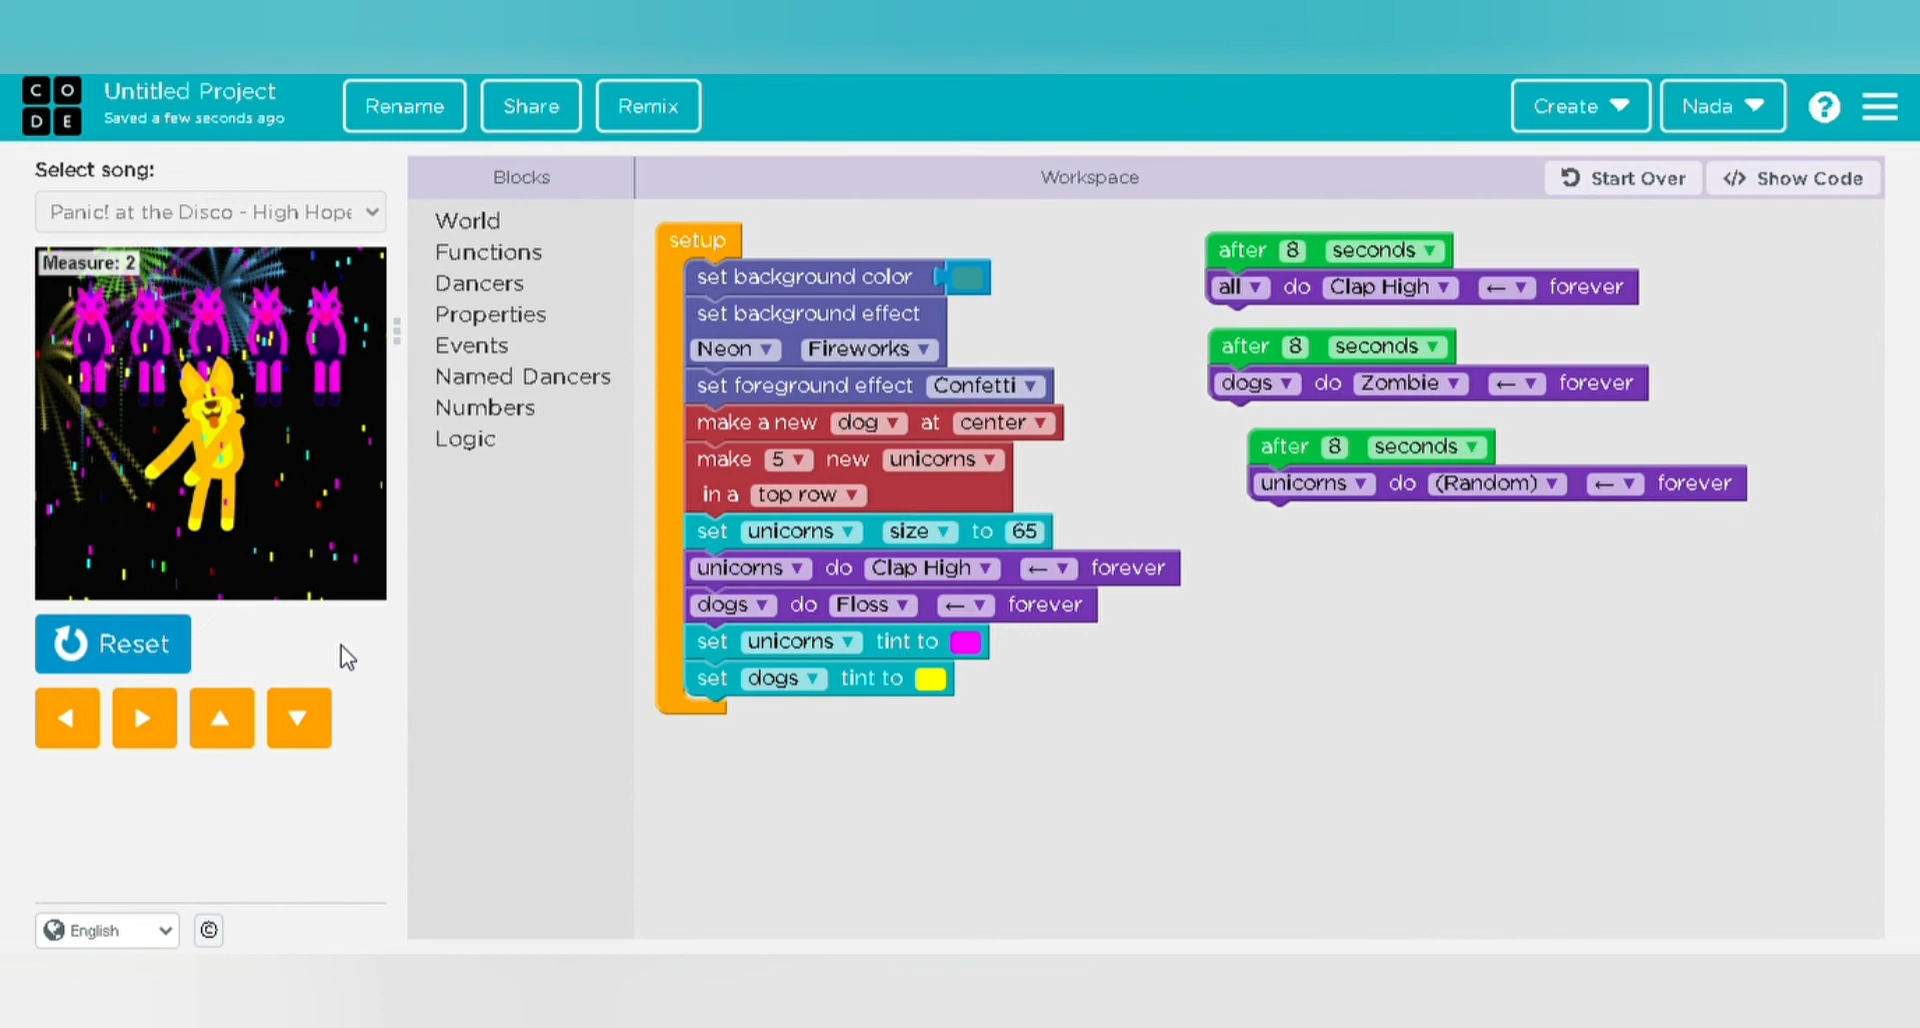 C O
D E
Untitled Project
Saved a few seconds ago
Rename
Share
Remix
Create
Nada
?
Select song:
Panic! at the Disco - High Hope
Measure: 2
Reset
English
©
Blocks
World
Functions
Dancers
Properties
Events
Named Dancers
Numbers
Logic
Workspace
Start Over
</> Show Code
setup
set background color
set background effect
Neon Fireworks
set foreground effect Confetti
make a new dog at center
make 5 new unicorns
in a top row
set unicorns size to 65
unicorns do Clap High ← forever
dogs do Floss ← forever
set unicorns tint to
set dogs tint to
after 8 seconds
all do Clap High ← forever
after 8 seconds
dogs do Zombie ← forever
after 8 seconds
unicorns do (Random) ← forever